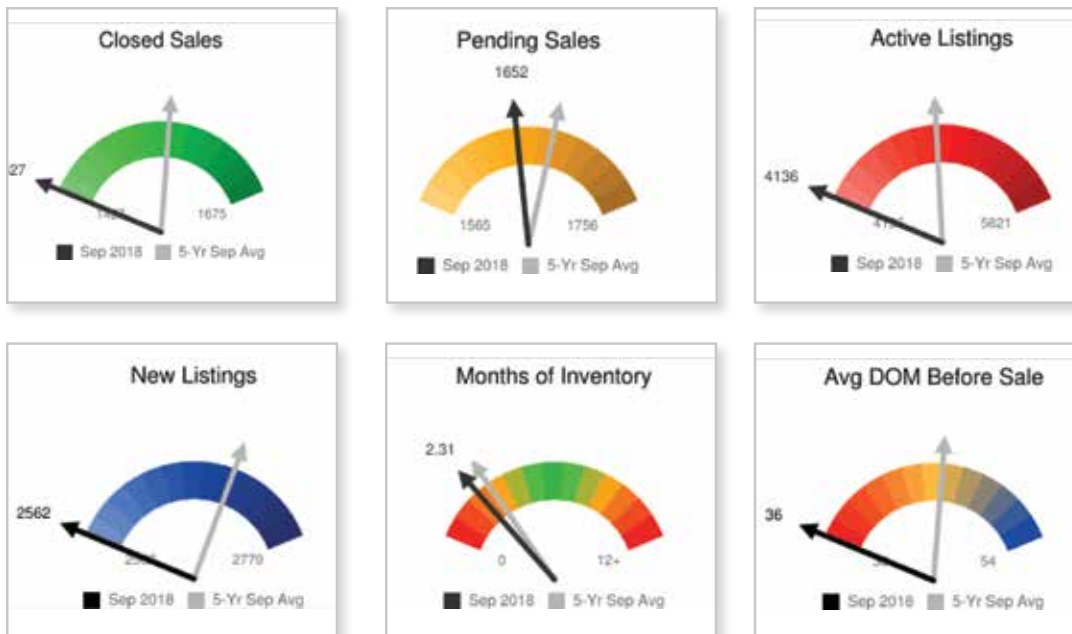 Closed Sales
27
1675
Sep 2018 5-Yr Sep Avg
Pending Sales
1652
1565 1756
Sep 2018 5-Yr Sep Avg
Active Listings
4136
5621
Sep 2018 5-Yr Sep Avg
New Listings
2562
2779
Sep 2018 5-Yr Sep Avg
Months of Inventory
2.31
0 12+
Sep 2018 5-Yr Sep Avg
Avg DOM Before Sale
36
54
Sep 2018 5-Yr Sep Avg